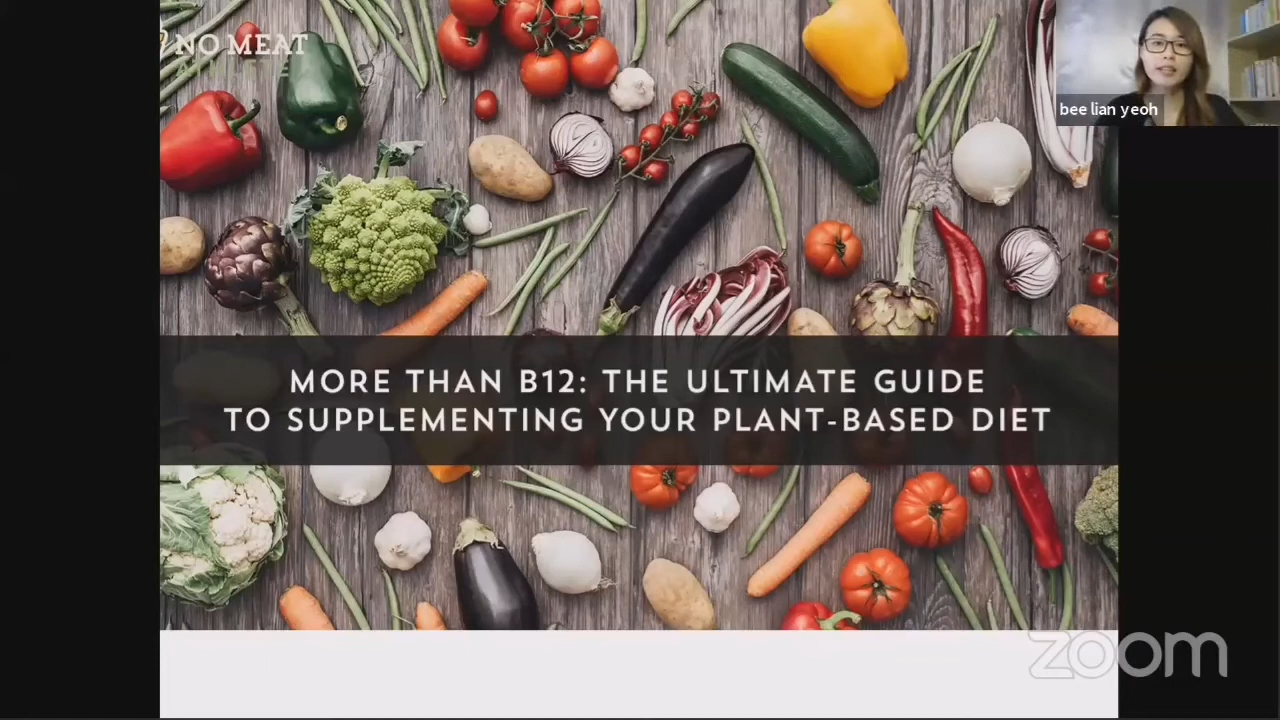 NO MEAT
bee lian yeoh
MORE THAN B12: THE ULTIMATE GUIDE
TO SUPPLEMENTING YOUR PLANT-BASED DIET
zoom